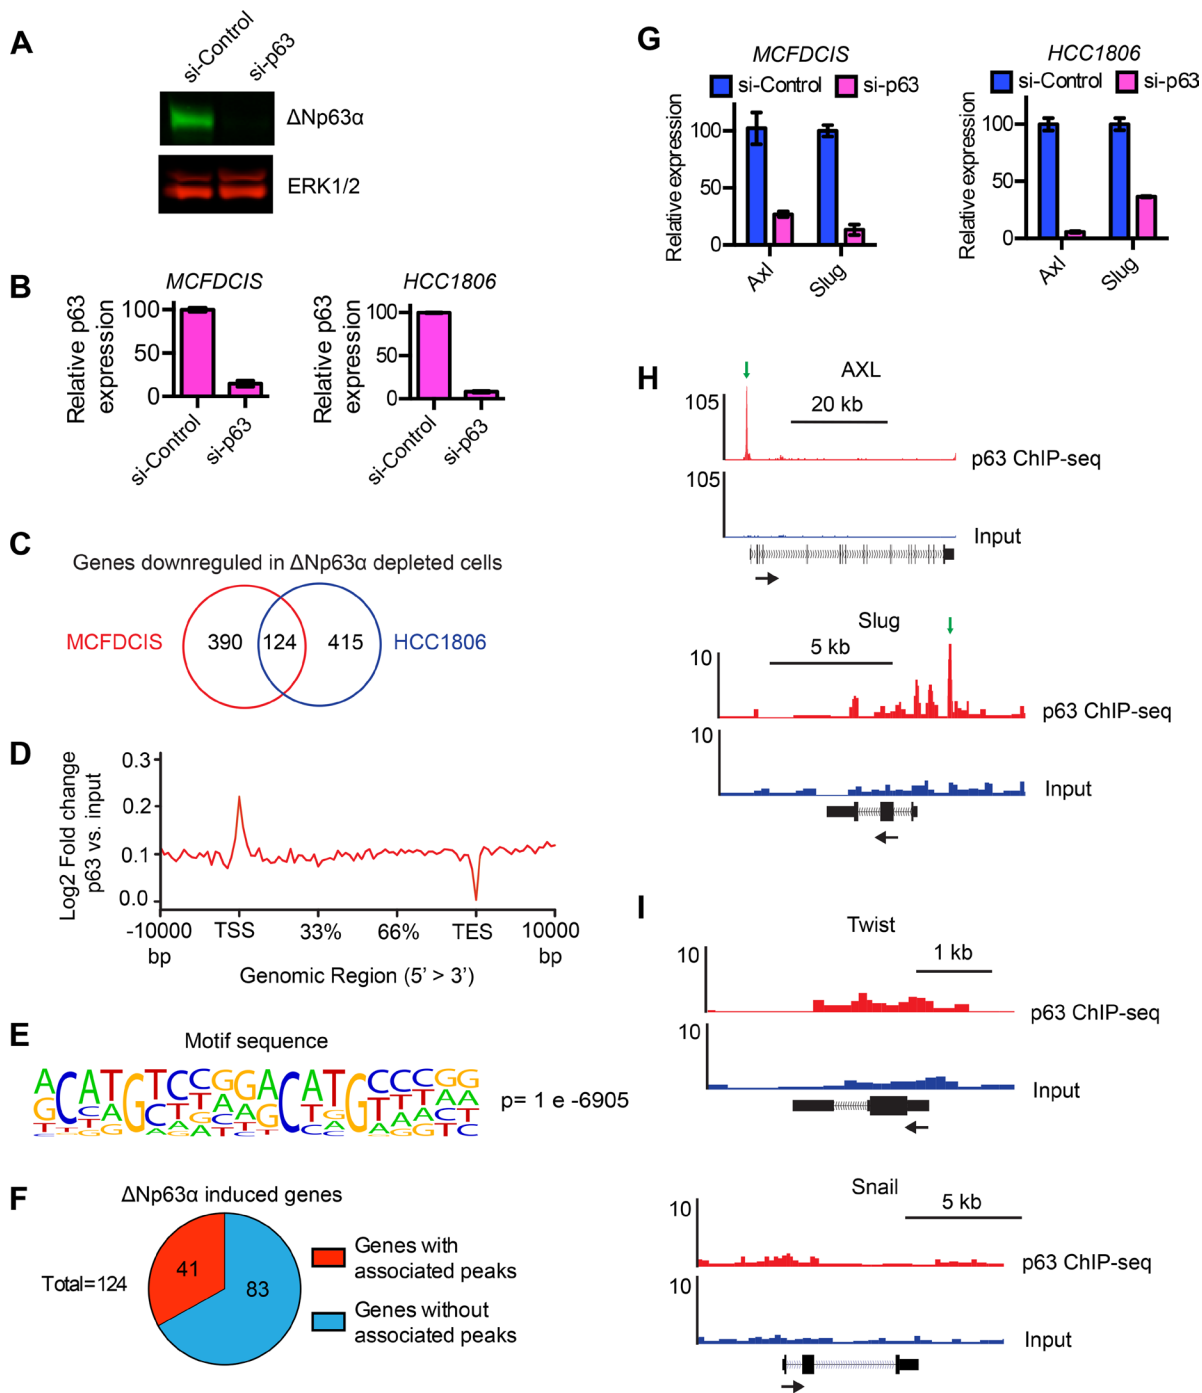 A
si-Control
si-p63
ΔNp63α
ERK1/2
B
MCFDCIS
Relative p63
expression
100
50
0
si-Control
si-p63
HCC1806
Relative p63
expression
100
50
0
si-Control
si-p63
C
Genes downreguled in ΔNp63α depleted cells
MCFDCIS
390
124
415
HCC1806
D
Log2 Fold change
p63 vs. input
0.3
0.2
0.1
0.0
-10000
bp
TSS
33%
66%
TES
10000
bp
Genomic Region (5' > 3')
E
Motif sequence
ACATGTCCGGACATGCCCGG
p= 1 e -6905
F
ΔNp63α induced genes
Total=124
41
83
Genes with
associated peaks
Genes without
associated peaks
G
MCFDCIS
si-Control
si-p63
Relative expression
100
50
0
Axl
Slug
HCC1806
si-Control
si-p63
Relative expression
100
50
0
Axl
Slug
H
AXL
105
20 kb
p63 ChIP-seq
105
Input
Slug
10
5 kb
p63 ChIP-seq
10
Input
I
Twist
10
1 kb
p63 ChIP-seq
10
Input
Snail
10
5 kb
p63 ChIP-seq
10
Input